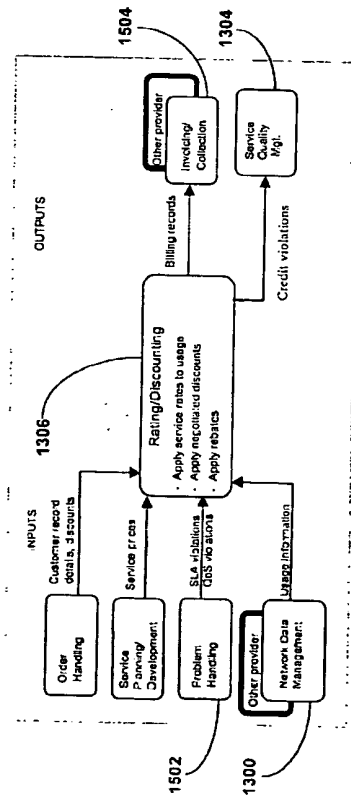 INPUTS
OUTPUTS
1306
1504
1304
1502
1300
Order
Handling
Customer record
details, discounts
Service
Planning/
Development
Service prices
Problem
Handling
SLA violations
QoS violations
Other provider
Network Data
Management
Usage information
Rating/Discounting
· Apply service rates to usage
· Apply negotiated discounts
· Apply rebates
Billing records
Other provider
Invoicing/
Collection
Credit violations
Service
Quality
Mgt.